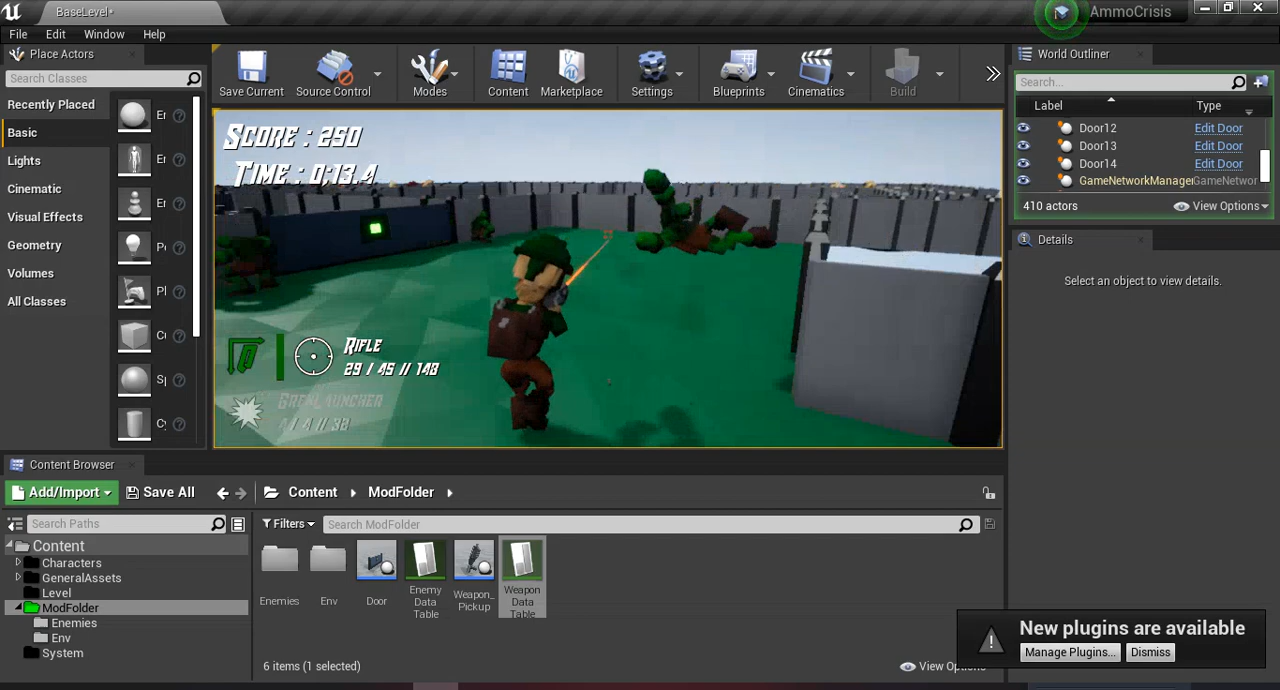 BaseLevel*
AmmoCrisis
File Edit Window Help
Place Actors
Search Classes
Recently Placed
Basic
Lights
Cinematic
Visual Effects
Geometry
Volumes
All Classes
Save Current
Source Control
Modes
Content
Marketplace
Settings
Blueprints
Cinematics
Build
Score : 250
Time : 0;13.4
Rifle
29 / 45 // 148
GrenLauncher
World Outliner
Search...
Label Type
Door12 Edit Door
Door13 Edit Door
Door14 Edit Door
GameNetworkManager GameNetwor
410 actors View Options
Details
Select an object to view details.
Content Browser
Add/Import Save All Content ModFolder
Search Paths
Filters Search ModFolder
Content
Characters
GeneralAssets
Level
ModFolder
Enemies
Env
System
Enemies
Env
Door
Enemy Data Table
Weapon_Pickup
Weapon Data Table
6 items (1 selected)
View Options
New plugins are available
Manage Plugins... Dismiss